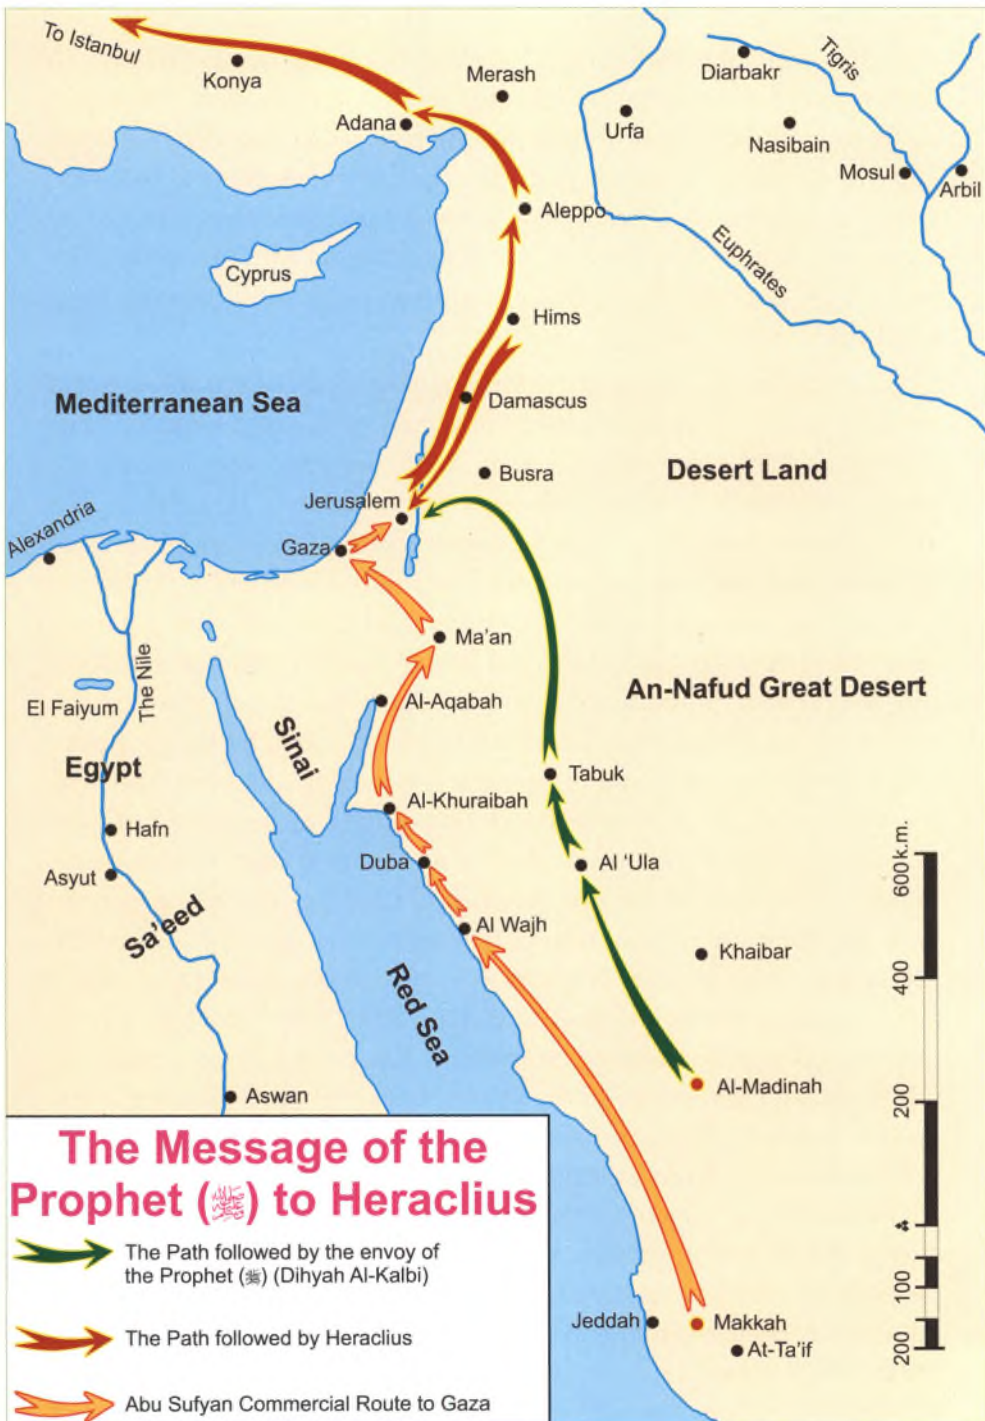 To Istanbul
Konya
Merash
Diarbakr
Tigris
Adana
Urfa
Nasibain
Mosul
Arbil
Aleppo
Cyprus
Euphrates
Hims
Mediterranean Sea
Damascus
Busra
Desert Land
Jerusalem
Alexandria
Gaza
Ma'an
The Nile
El Faiyum
Al-Aqabah
An-Nafud Great Desert
Sinai
Egypt
Tabuk
Al-Khuraibah
Hafn
Duba
Al 'Ula
600 k.m.
Asyut
Sa'eed
Al Wajh
Khaibar
400
Red Sea
Al-Madinah
Aswan
200
100
Jeddah
Makkah
At-Ta'if
200
The Message of the
Prophet (ﷺ) to Heraclius
The Path followed by the envoy of
the Prophet (ﷺ) (Dihyah Al-Kalbi)
The Path followed by Heraclius
Abu Sufyan Commercial Route to Gaza